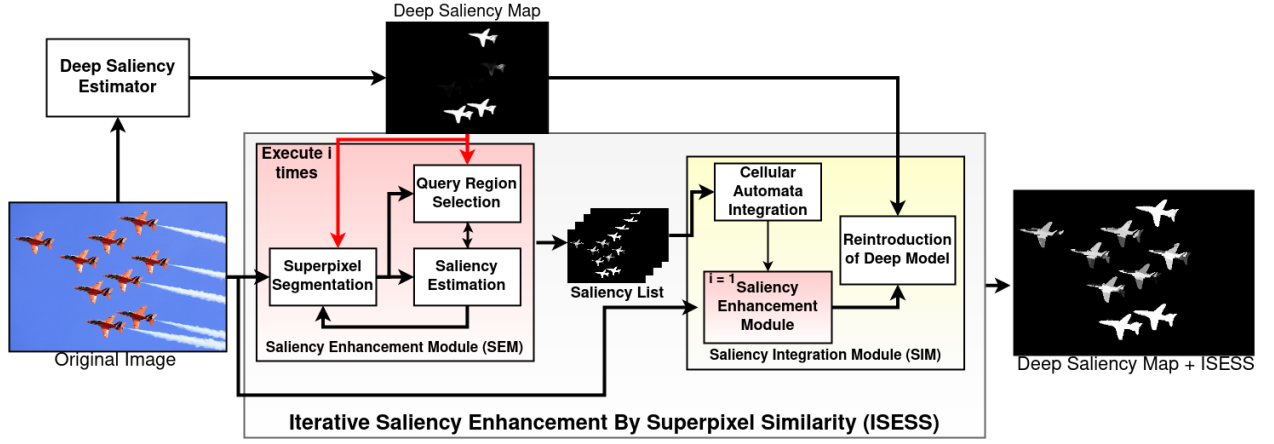 Deep Saliency Map
Deep Saliency
Estimator
Execute i
times
Query Region
Selection
Superpixel
Segmentation
Saliency
Estimation
Saliency Enhancement Module (SEM)
Original Image
Saliency List
Cellular
Automata
Integration
Reintroduction
of Deep Model
i = 1
Saliency
Enhancement
Module
Saliency Integration Module (SIM)
Deep Saliency Map + ISESS
Iterative Saliency Enhancement By Superpixel Similarity (ISESS)